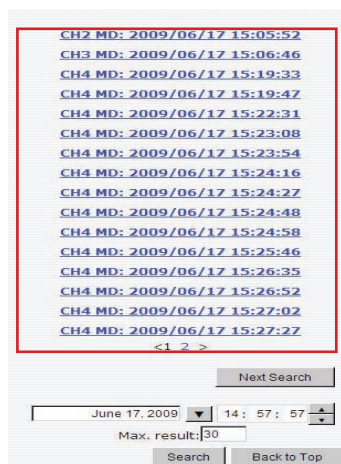 CH2 MD: 2009/06/17 15:05:52
CH3 MD: 2009/06/17 15:06:46
CH4 MD: 2009/06/17 15:19:33
CH4 MD: 2009/06/17 15:19:47
CH4 MD: 2009/06/17 15:22:31
CH4 MD: 2009/06/17 15:23:08
CH4 MD: 2009/06/17 15:23:54
CH4 MD: 2009/06/17 15:24:16
CH4 MD: 2009/06/17 15:24:27
CH4 MD: 2009/06/17 15:24:48
CH4 MD: 2009/06/17 15:24:58
CH4 MD: 2009/06/17 15:25:46
CH4 MD: 2009/06/17 15:26:35
CH4 MD: 2009/06/17 15:26:52
CH4 MD: 2009/06/17 15:27:02
CH4 MD: 2009/06/17 15:27:27
<1 2 >
Next Search
June 17, 2009 14: 57: 57
Max. result: 30
Search Back to Top